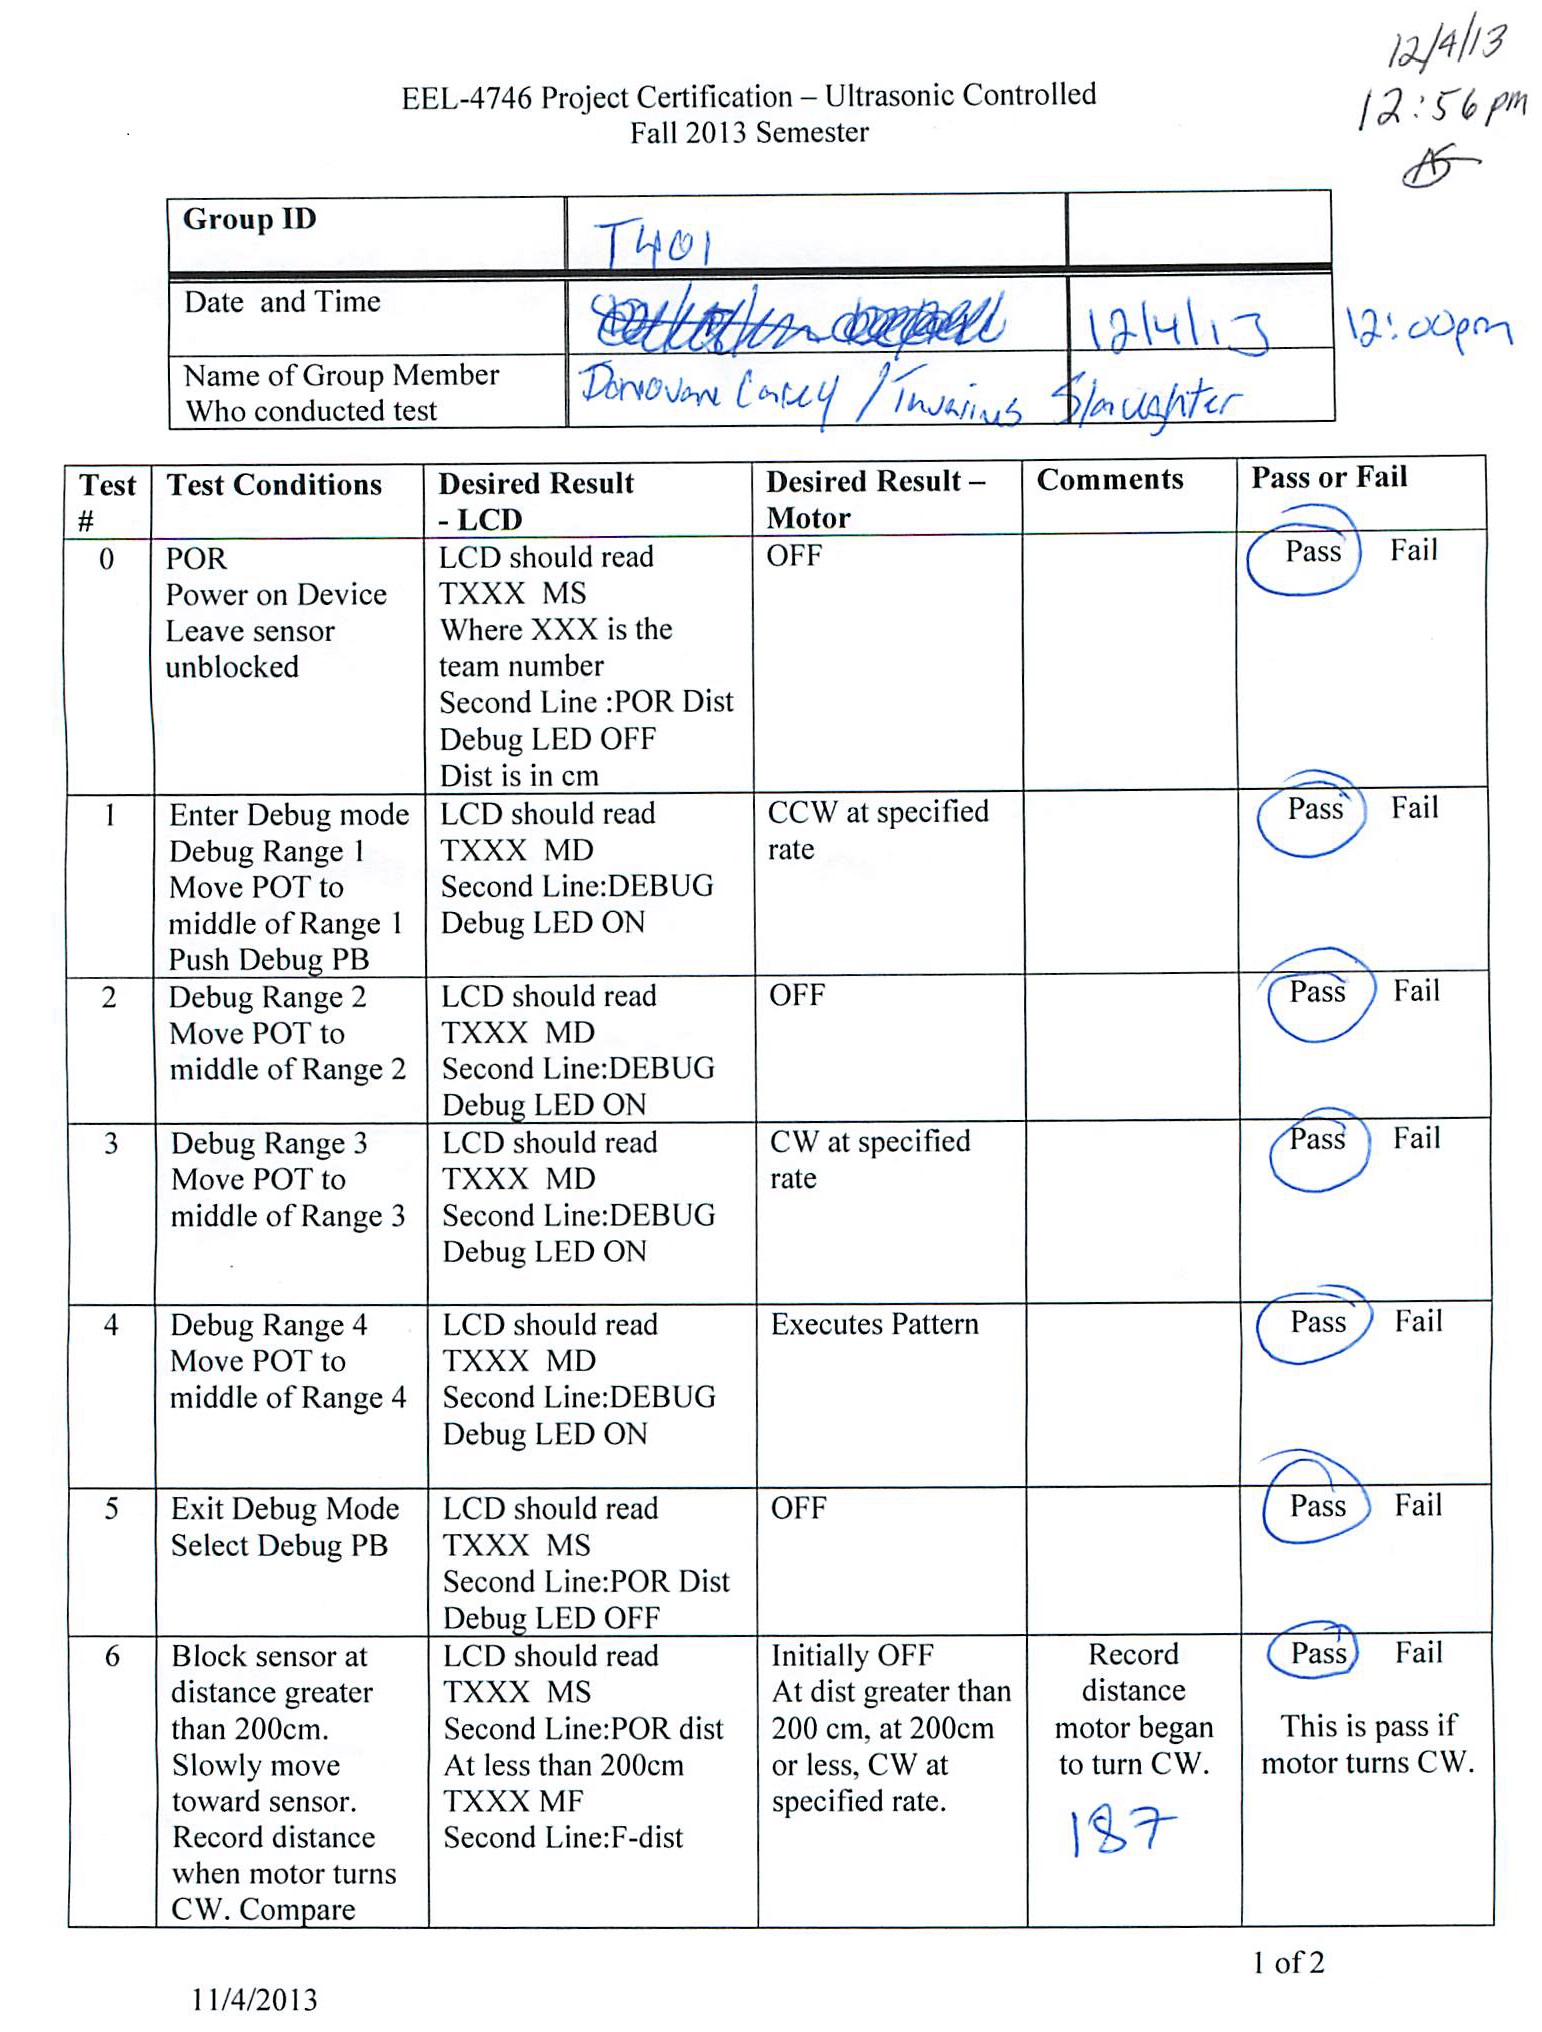 12/4/13
12:56pm
EEL-4746 Project Certification – Ultrasonic Controlled
Fall 2013 Semester
Group ID
T401
Date and Time
12/4/13 12:00pm
Name of Group Member
Who conducted test
Slaughter
Test
#
Test Conditions
Desired Result
- LCD
Desired Result –
Motor
Comments
Pass or Fail
0
POR
Power on Device
Leave sensor
unblocked
LCD should read
TXXX MS
Where XXX is the
team number
Second Line :POR Dist
Debug LED OFF
Dist is in cm
OFF
Pass Fail
1
Enter Debug mode
Debug Range 1
Move POT to
middle of Range 1
Push Debug PB
LCD should read
TXXX MD
Second Line:DEBUG
Debug LED ON
CCW at specified
rate
Pass Fail
2
Debug Range 2
Move POT to
middle of Range 2
LCD should read
TXXX MD
Second Line:DEBUG
Debug LED ON
OFF
Pass Fail
3
Debug Range 3
Move POT to
middle of Range 3
LCD should read
TXXX MD
Second Line:DEBUG
Debug LED ON
CW at specified
rate
Pass Fail
4
Debug Range 4
Move POT to
middle of Range 4
LCD should read
TXXX MD
Second Line:DEBUG
Debug LED ON
Executes Pattern
Pass Fail
5
Exit Debug Mode
Select Debug PB
LCD should read
TXXX MS
Second Line:POR Dist
Debug LED OFF
OFF
Pass Fail
6
Block sensor at
distance greater
than 200cm.
Slowly move
toward sensor.
Record distance
when motor turns
CW. Compare
LCD should read
TXXX MS
Second Line:POR dist
At less than 200cm
TXXX MF
Second Line:F-dist
Initially OFF
At dist greater than
200 cm, at 200cm
or less, CW at
specified rate.
Record
distance
motor began
to turn CW.
187
Pass Fail
This is pass if
motor turns CW.
1 of 2
11/4/2013